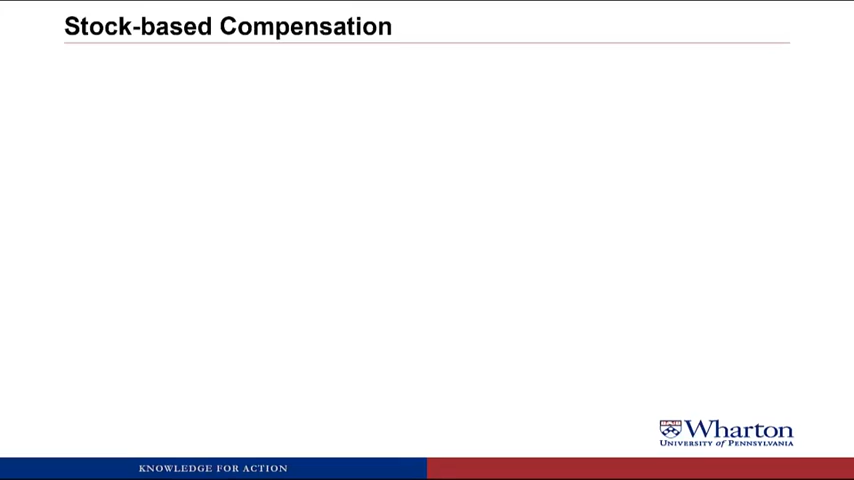 Stock-based Compensation
Wharton
UNIVERSITY of PENNSYLVANIA
KNOWLEDGE FOR ACTION